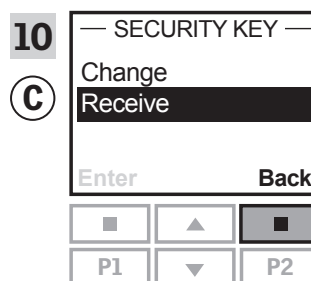 10
C
SECURITY KEY
Change
Receive
Enter Back
P1 P2